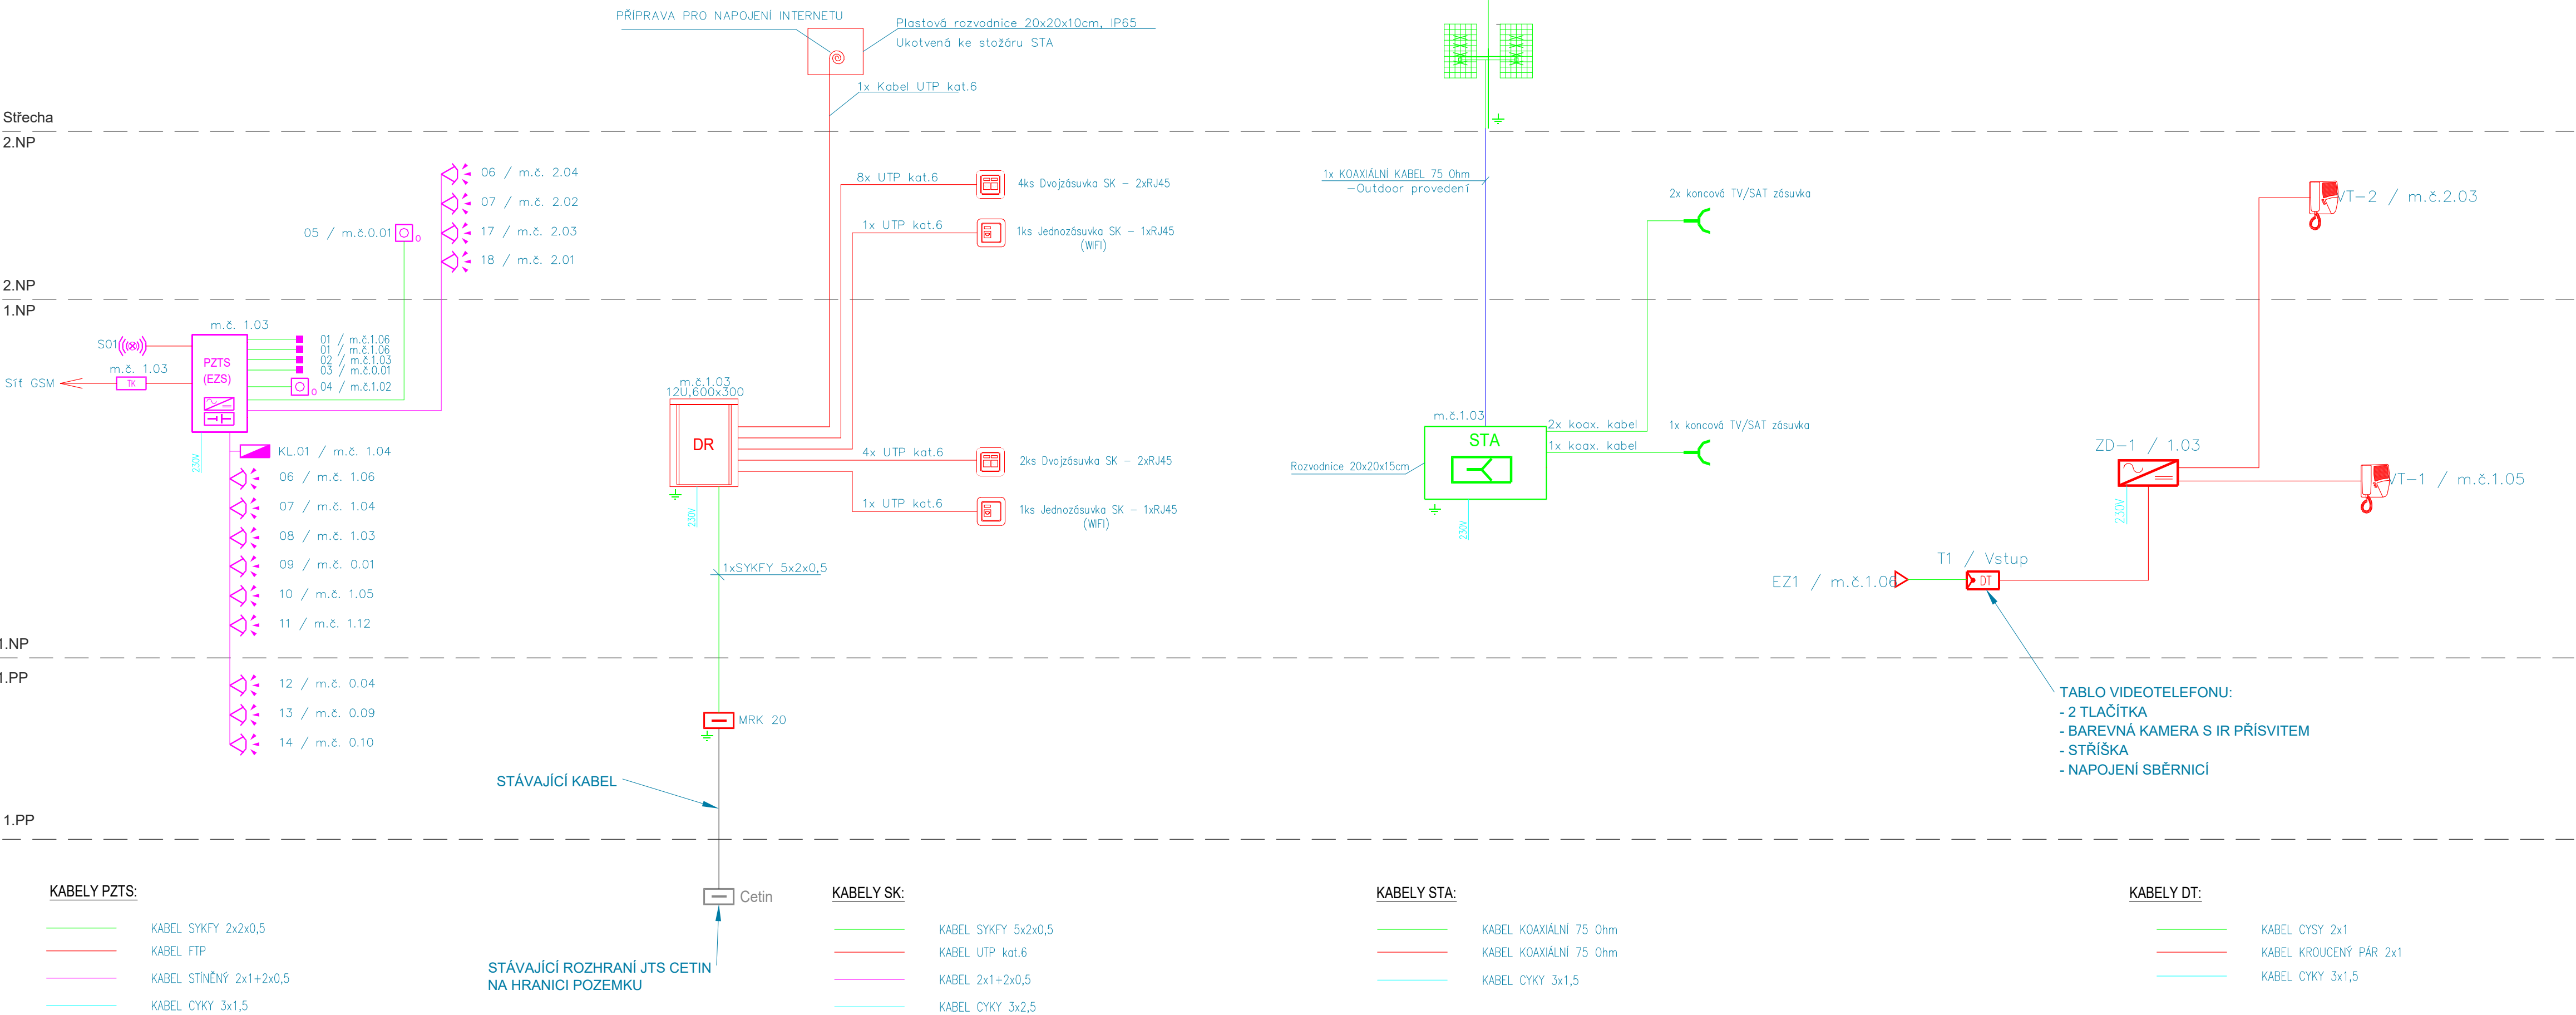 PŘÍPRAVA PRO NAPOJENÍ INTERNETU
Plastová rozvodnice 20x20x10cm, IP65
Ukotvená ke stožáru STA
1x Kabel UTP kat.6
Střecha
2.NP
06 / m.č. 2.04
07 / m.č. 2.02
17 / m.č. 2.03
18 / m.č. 2.01
05 / m.č.0.01
O
8x UTP kat.6
4ks Dvojzásuvka SK – 2xRJ45
1x UTP kat.6
1ks Jednozásuvka SK – 1xRJ45
(WIFI)
1x KOAXIÁLNÍ KABEL 75 Ohm
–Outdoor provedení
2x koncová TV/SAT zásuvka
VT–2 / m.č.2.03
2.NP
1.NP
m.č. 1.03
S01
PZTS
(EZS)
01 / m.č.1.06
01 / m.č.1.06
02 / m.č.1.03
03 / m.č.0.01
O
04 / m.č.1.02
m.č. 1.03
Síť GSM
TK
230V
KL.01 / m.č. 1.04
06 / m.č. 1.06
07 / m.č. 1.04
08 / m.č. 1.03
09 / m.č. 0.01
10 / m.č. 1.05
11 / m.č. 1.12
m.č.1.03
12U,600x300
DR
230V
4x UTP kat.6
2ks Dvojzásuvka SK – 2xRJ45
1x UTP kat.6
1ks Jednozásuvka SK – 1xRJ45
(WIFI)
1xSYKFY 5x2x0,5
m.č.1.03
STA
2x koax. kabel
1x koax. kabel
1x koncová TV/SAT zásuvka
Rozvodnice 20x20x15cm
230V
ZD–1 / 1.03
230V
VT–1 / m.č.1.05
T1 / Vstup
EZ1 / m.č.1.06
DT
1.NP
1.PP
12 / m.č. 0.04
13 / m.č. 0.09
14 / m.č. 0.10
MRK 20
STÁVAJÍCÍ KABEL
TABLO VIDEOTELEFONU:
- 2 TLAČÍTKA
- BAREVNÁ KAMERA S IR PŘÍSVITEM
- STŘÍŠKA
- NAPOJENÍ SBĚRNICÍ
1.PP
Cetin
STÁVAJÍCÍ ROZHRANÍ JTS CETIN
NA HRANICI POZEMKU
KABELY PZTS:
KABEL SYKFY 2x2x0,5
KABEL FTP
KABEL STÍNĚNÝ 2x1+2x0,5
KABEL CYKY 3x1,5
KABELY SK:
KABEL SYKFY 5x2x0,5
KABEL UTP kat.6
KABEL 2x1+2x0,5
KABEL CYKY 3x2,5
KABELY STA:
KABEL KOAXIÁLNÍ 75 Ohm
KABEL KOAXIÁLNÍ 75 Ohm
KABEL CYKY 3x1,5
KABELY DT:
KABEL CYSY 2x1
KABEL KROUCENÝ PÁR 2x1
KABEL CYKY 3x1,5